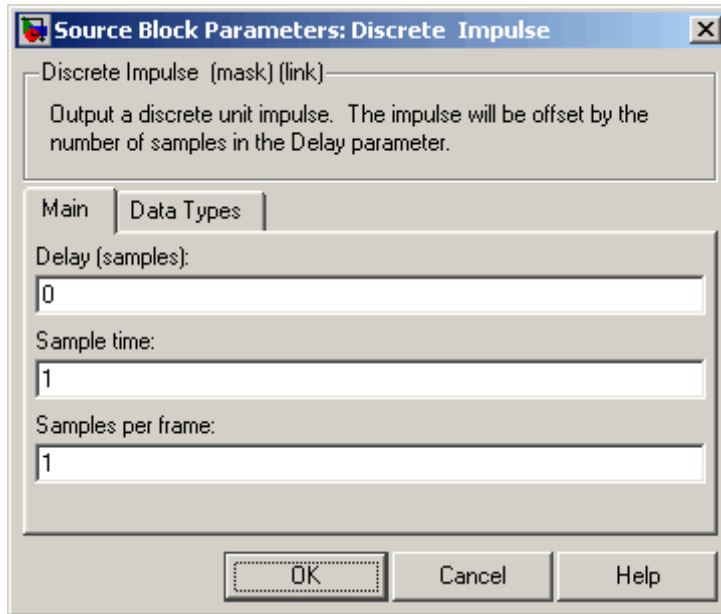 Source Block Parameters: Discrete Impulse
Discrete Impulse (mask) (link)
Output a discrete unit impulse. The impulse will be offset by the
number of samples in the Delay parameter.
Main Data Types
Delay (samples):
0
Sample time:
1
Samples per frame:
1
OK Cancel Help